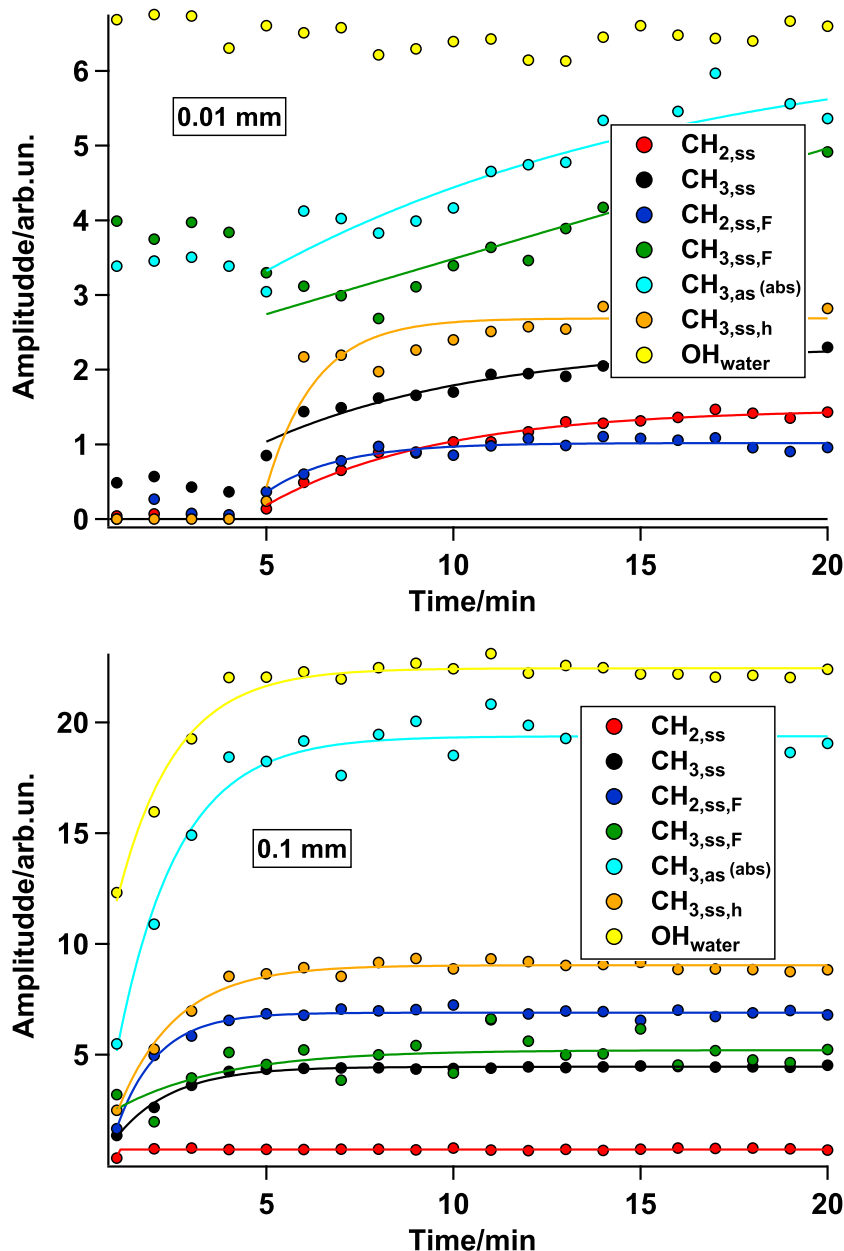 Amplitudde/arb.un.
6
5
4
3
2
1
0
0.01 mm
CH2,ss
CH3,ss
CH2,ss,F
CH3,ss,F
CH3,as (abs)
CH3,ss,h
OHwater
5 10 15 20
Time/min
Amplitudde/arb.un.
20
15
10
5
0.1 mm
CH2,ss
CH3,ss
CH2,ss,F
CH3,ss,F
CH3,as (abs)
CH3,ss,h
OHwater
5 10 15 20
Time/min